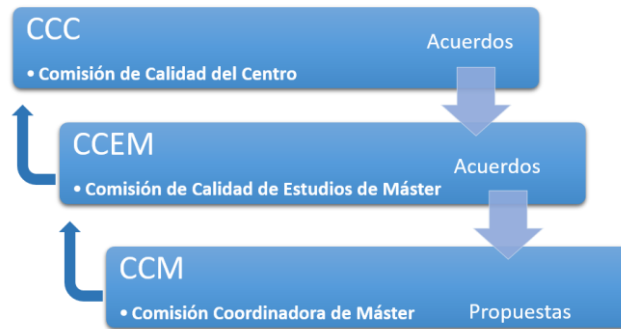 CCC
Acuerdos
• Comisión de Calidad del Centro
CCEM
Acuerdos
• Comisión de Calidad de Estudios de Máster
CCM
• Comisión Coordinadora de Máster
Propuestas